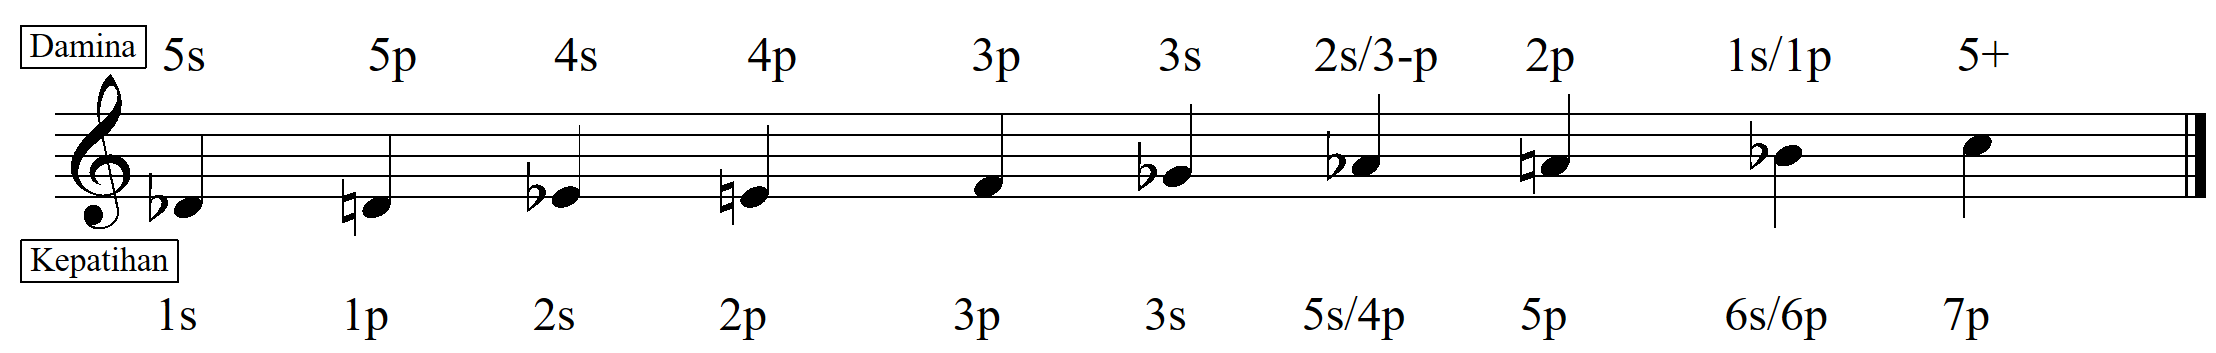 Damina 5s 5p 4s 4p 3p 3s 2s/3-p 2p 1s/1p 5+
Kepatihan
1s 1p 2s 2p 3p 3s 5s/4p 5p 6s/6p 7p